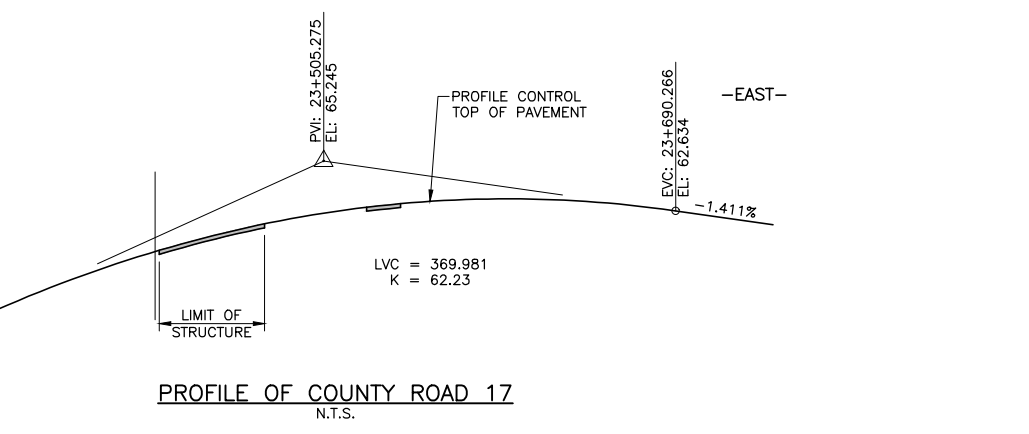 PVI: 23+505.275
EL: 65.245
PROFILE CONTROL
TOP OF PAVEMENT
EVC: 23+690.266
EL: 62.634
-EAST-
-1.411%
LVC = 369.981
K = 62.23
LIMIT OF
STRUCTURE
PROFILE OF COUNTY ROAD 17
N.T.S.